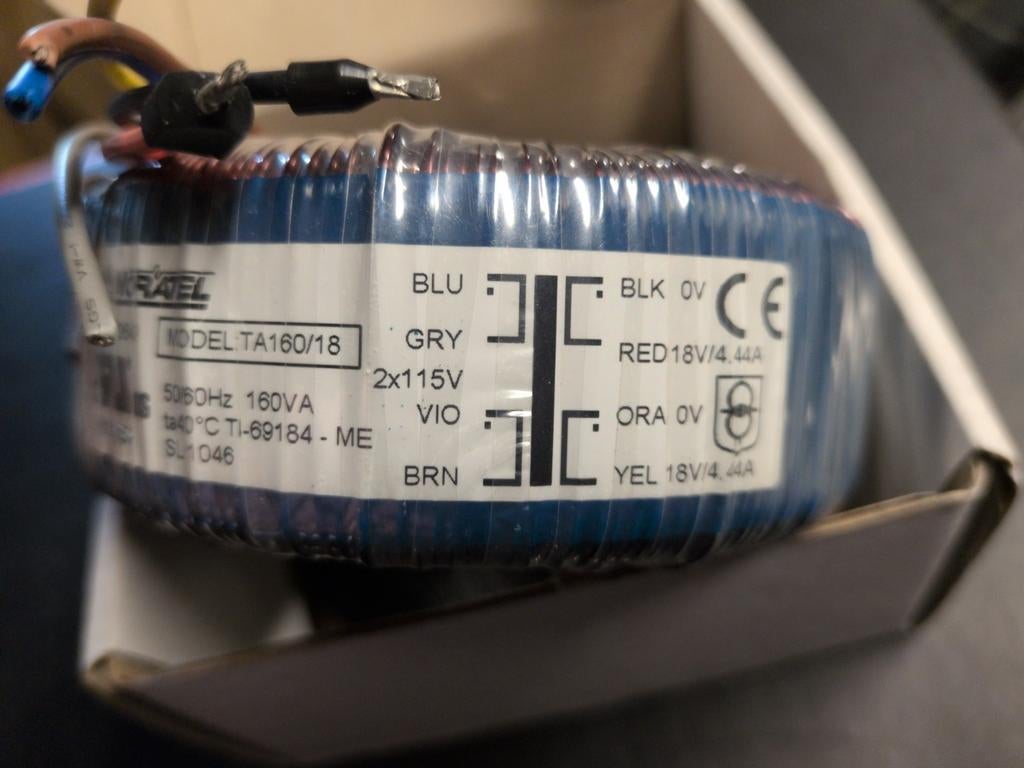 MODEL:TA160/18
50/60Hz 160VA
ta40°C TI-69184 - ME
SL1046
BLU
GRY
2x115V
VIO
BRN
BLK 0V
RED 18V/4.44A
ORA 0V
YEL 18V/4.44A
CE